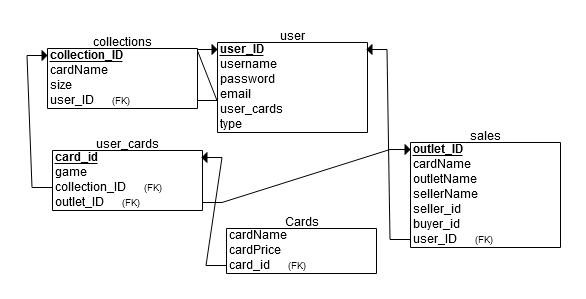 collections
collection_ID
cardName
size
user_ID (FK)
user
user_ID
username
password
email
user_cards
type
user_cards
card_id
game
collection_ID (FK)
outlet_ID (FK)
sales
outlet_ID
cardName
outletName
sellerName
seller_id
buyer_id
user_ID (FK)
Cards
cardName
cardPrice
card_id (FK)